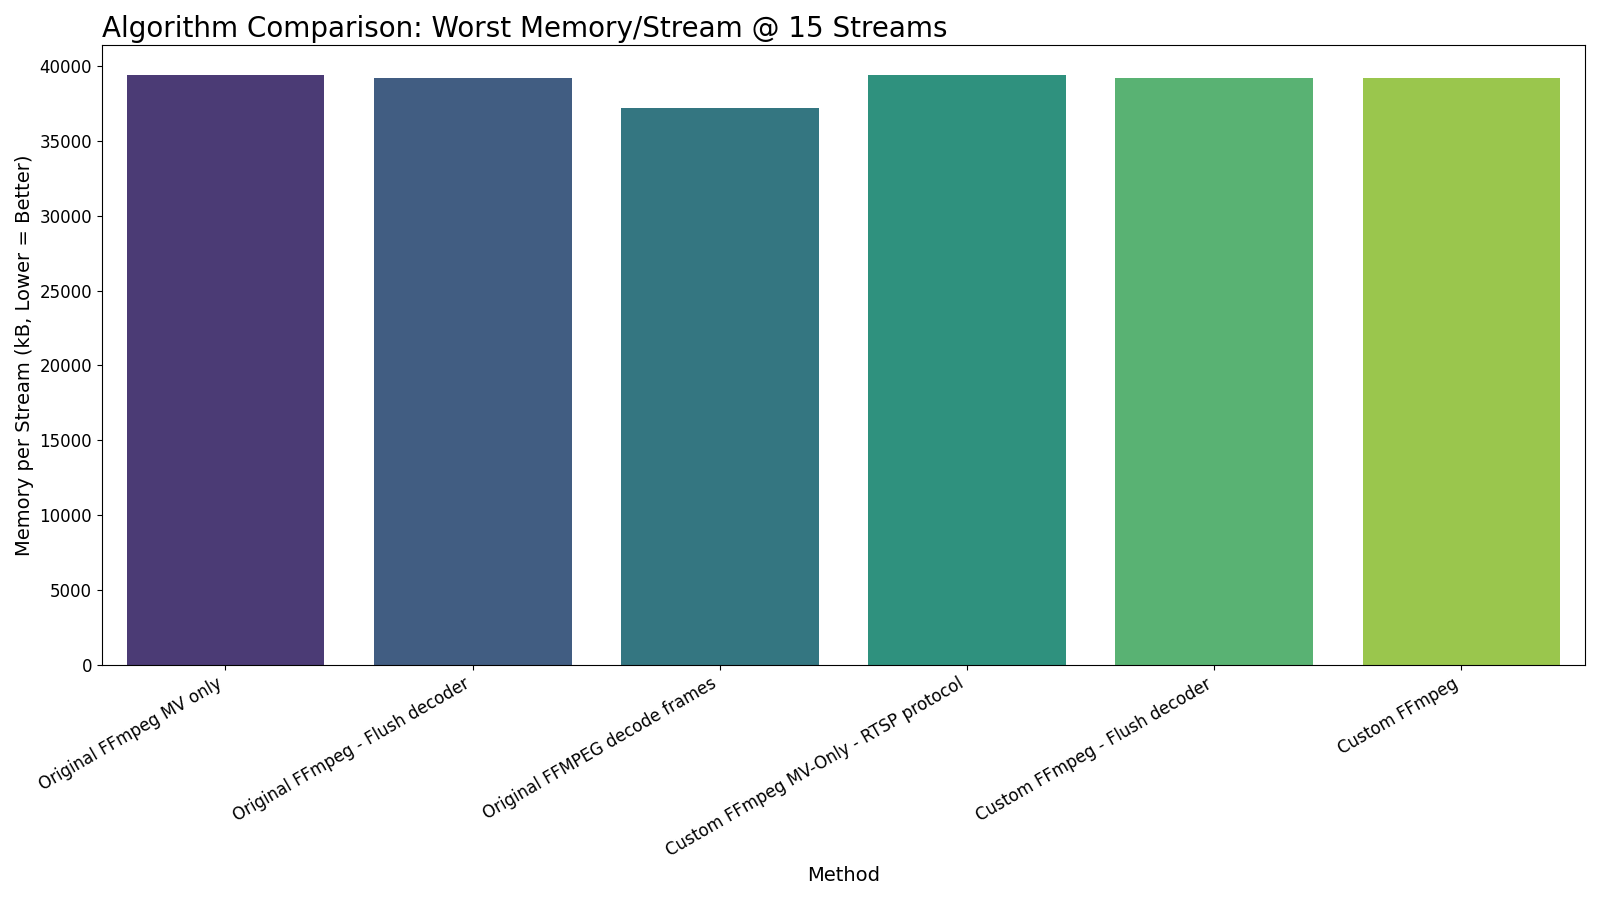 Algorithm Comparison: Worst Memory/Stream @ 15 Streams
Memory per Stream (kB, Lower = Better)
40000
35000
30000
25000
20000
15000
10000
5000
0
Original FFmpeg MV only
Original FFmpeg - Flush decoder
Original FFMPEG decode frames
Custom FFmpeg MV-Only - RTSP protocol
Custom FFmpeg - Flush decoder
Custom FFmpeg
Method